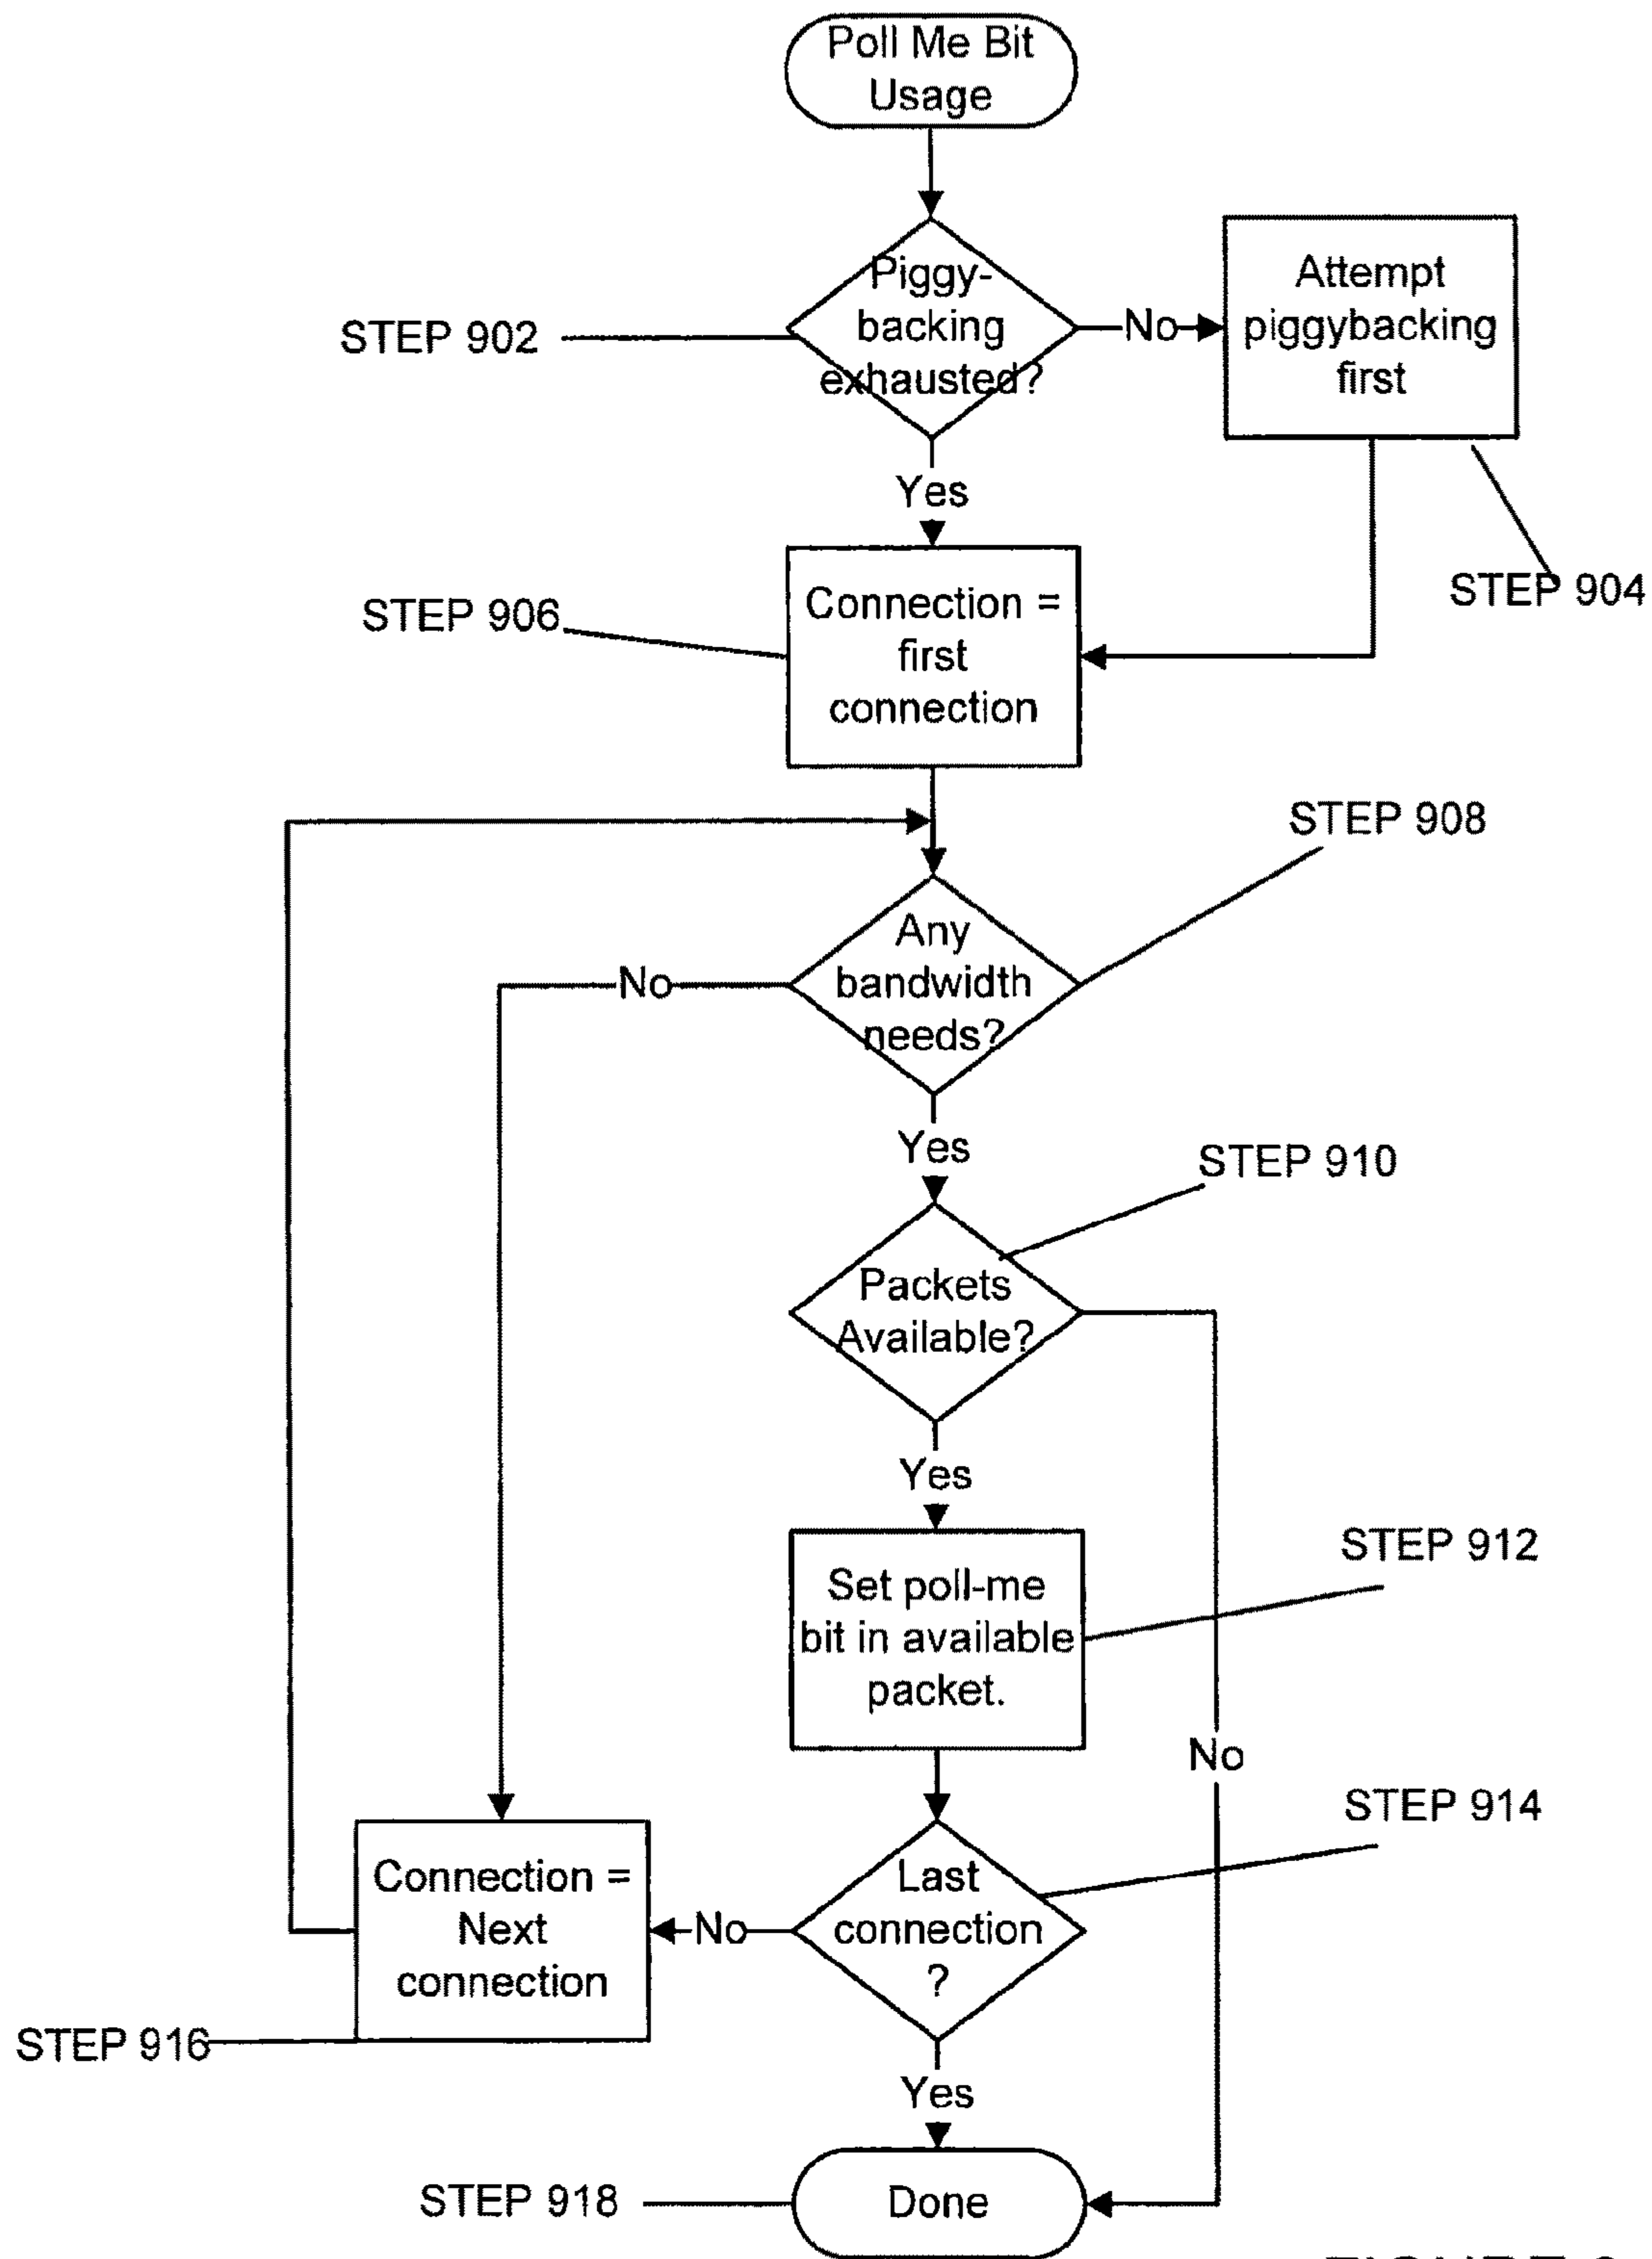 Poll Me Bit
Usage
Piggy-
backing
exhausted?
STEP 902
No
Attempt
piggybacking
first
STEP 904
Yes
Connection =
first
connection
STEP 906
STEP 908
Any
bandwidth
needs?
No
Yes
STEP 910
Packets
Available?
Yes
STEP 912
Set poll-me
bit in available
packet.
No
STEP 914
Last
connection
?
No
Connection =
Next
connection
STEP 916
Yes
STEP 918
Done